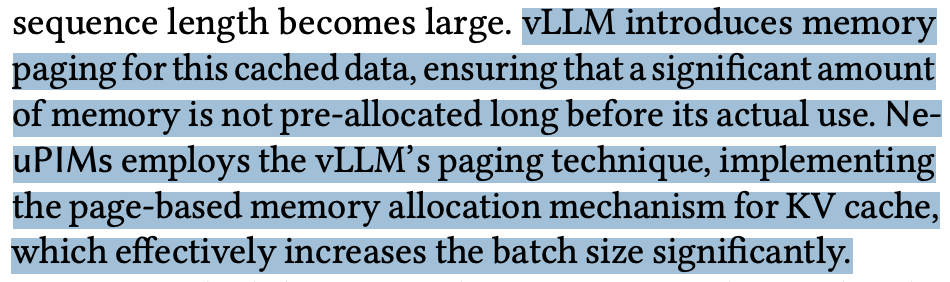 sequence length becomes large. vLLM introduces memory
paging for this cached data, ensuring that a significant amount
of memory is not pre-allocated long before its actual use. Ne-
uPIMs employs the vLLM’s paging technique, implementing
the page-based memory allocation mechanism for KV cache,
which effectively increases the batch size significantly.